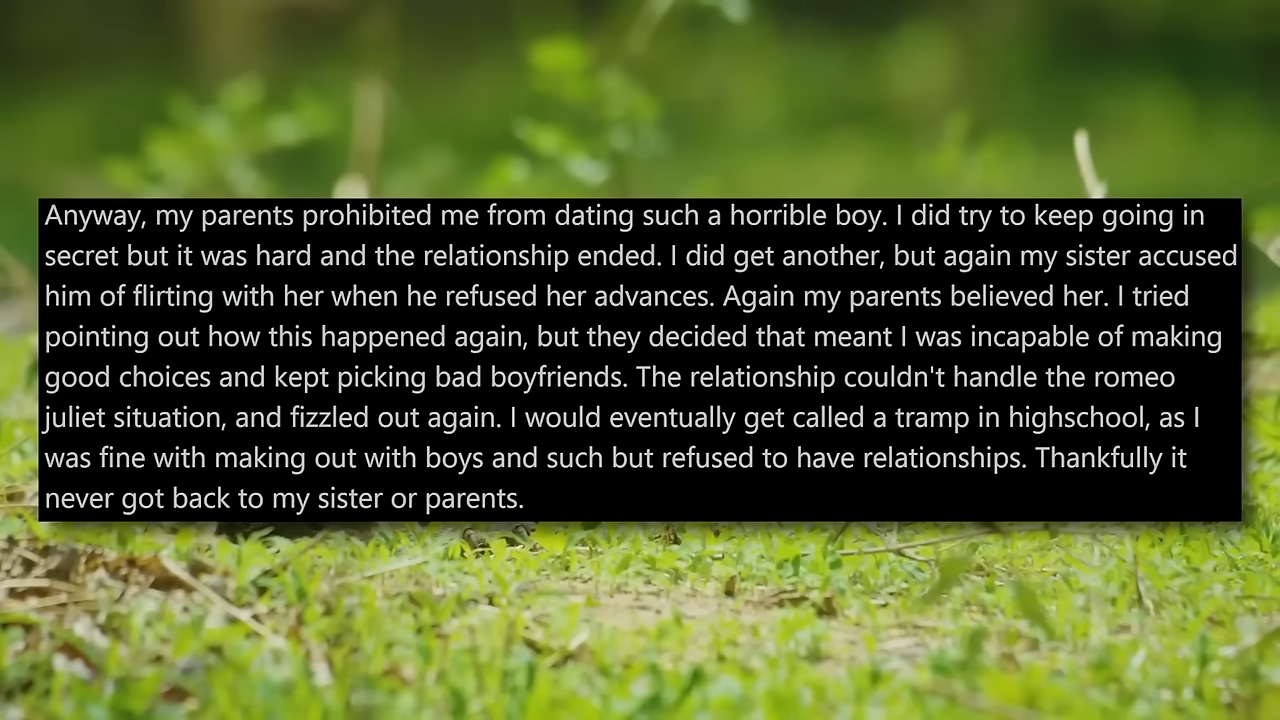 Anyway, my parents prohibited me from dating such a horrible boy. I did try to keep going in
secret but it was hard and the relationship ended. I did get another, but again my sister accused
him of flirting with her when he refused her advances. Again my parents believed her. I tried
pointing out how this happened again, but they decided that meant I was incapable of making
good choices and kept picking bad boyfriends. The relationship couldn't handle the romeo
juliet situation, and fizzled out again. I would eventually get called a tramp in highschool, as I
was fine with making out with boys and such but refused to have relationships. Thankfully it
never got back to my sister or parents.